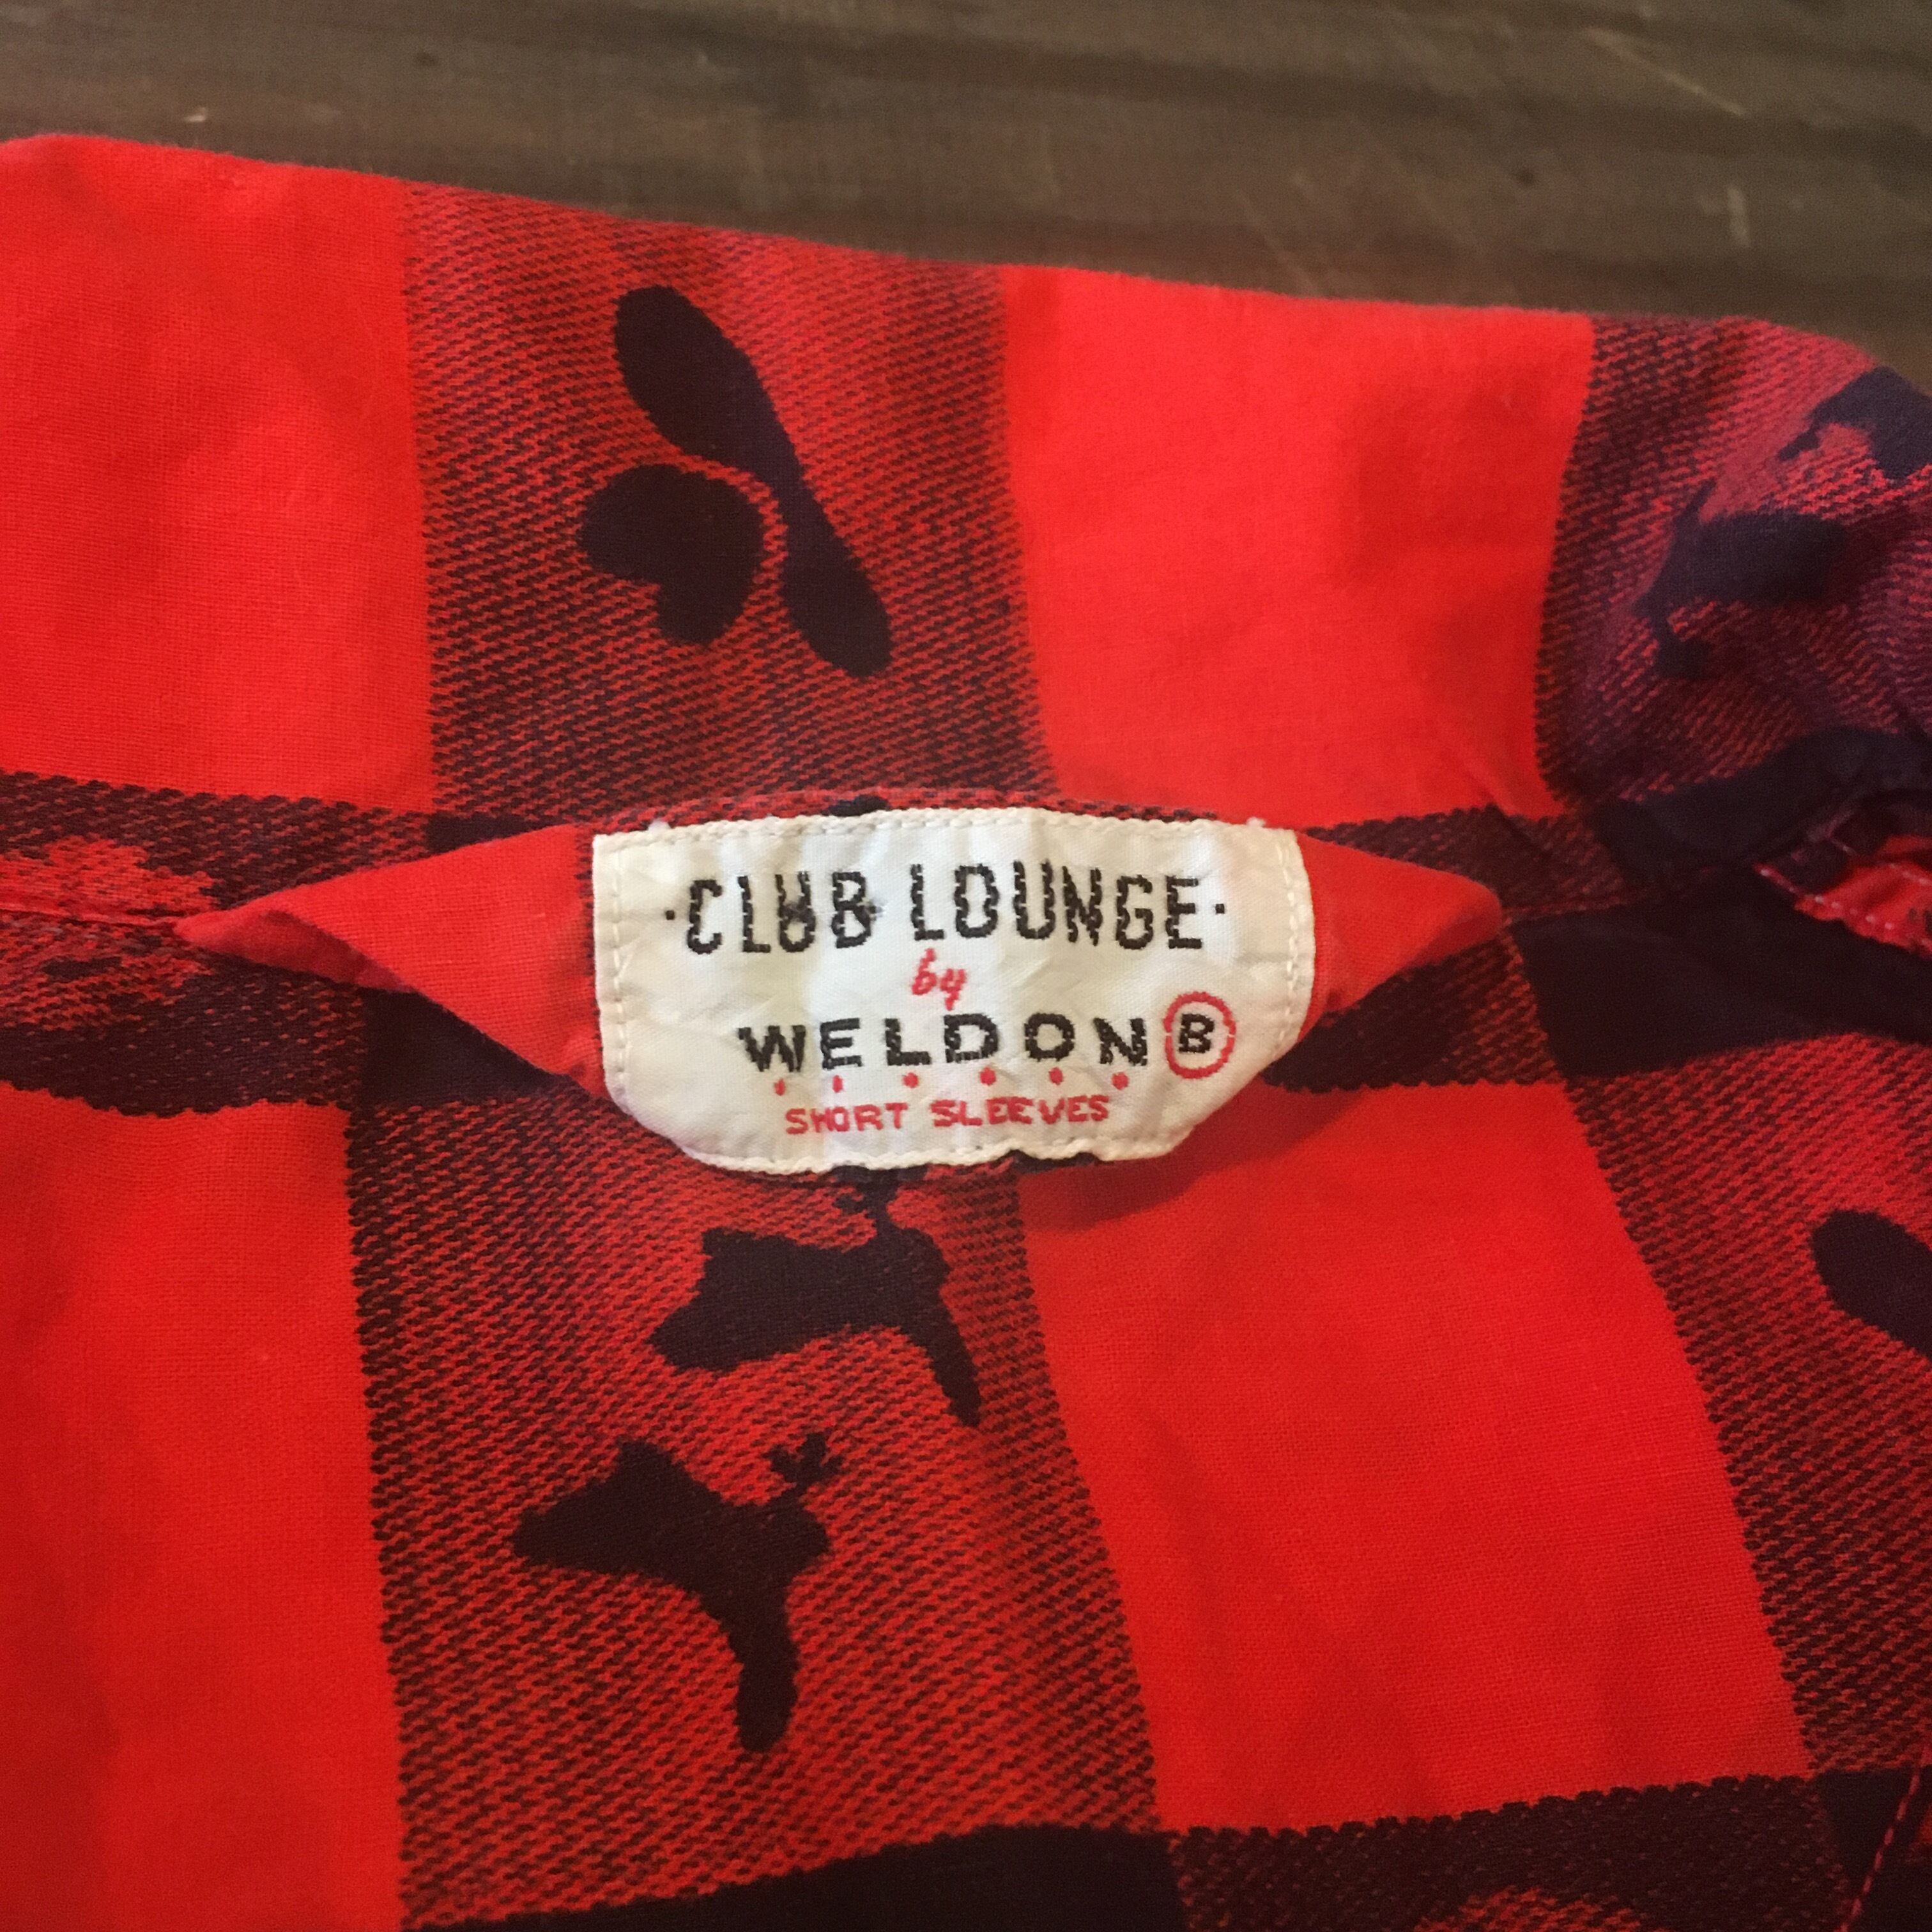 ·CLUB LOUNGE·
by
WELDON B
SHORT SLEEVES